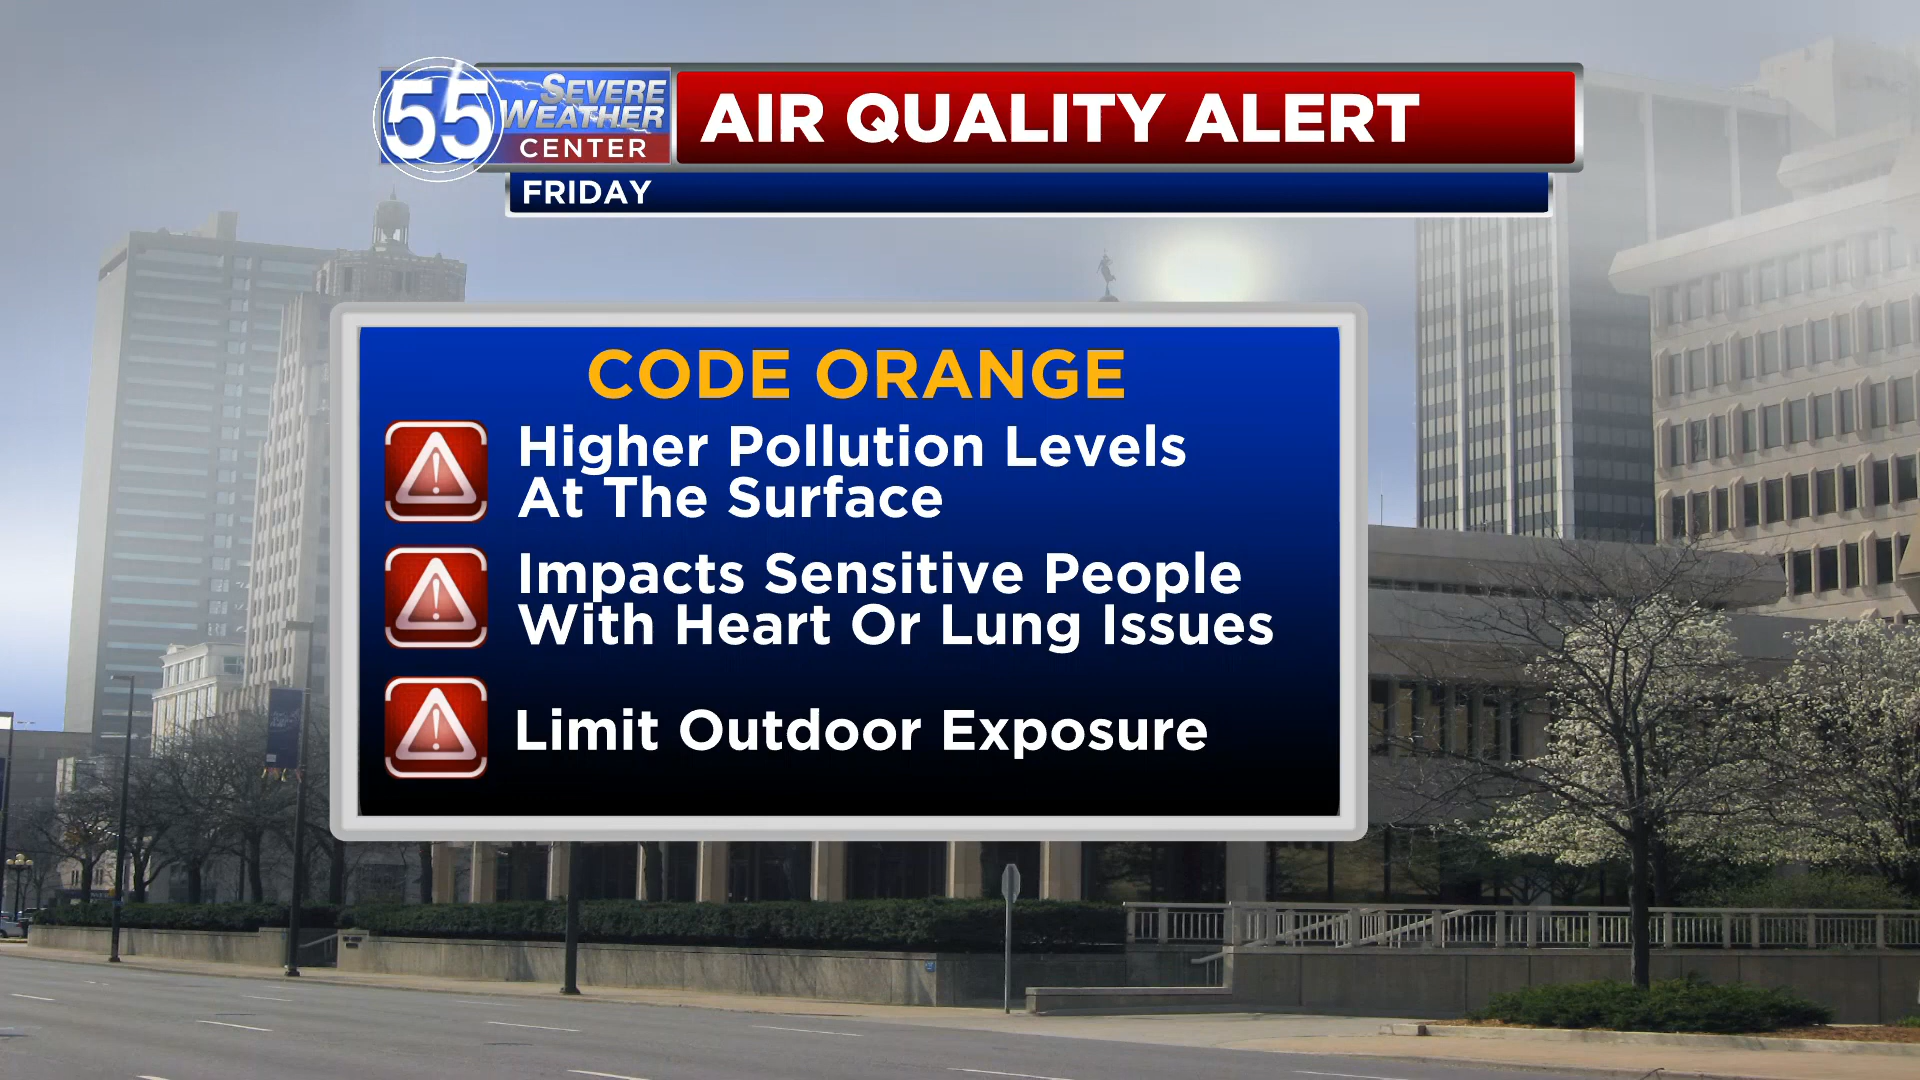 55
SEVERE
WEATHER
CENTER
AIR QUALITY ALERT
FRIDAY
CODE ORANGE
Higher Pollution Levels
At The Surface
Impacts Sensitive People
With Heart Or Lung Issues
Limit Outdoor Exposure